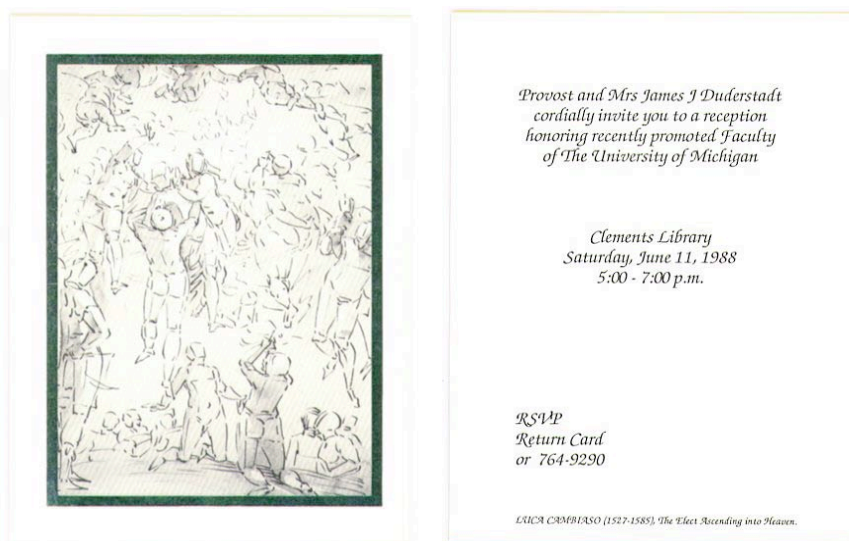 Provost and Mrs James J Duderstadt
cordially invite you to a reception
honoring recently promoted Faculty
of The University of Michigan
Clements Library
Saturday, June 11, 1988
5:00 - 7:00 p.m.
RSVP
Return Card
or 764-9290
LUCA CAMBIASO (1527-1585), The Elect Ascending into Heaven.